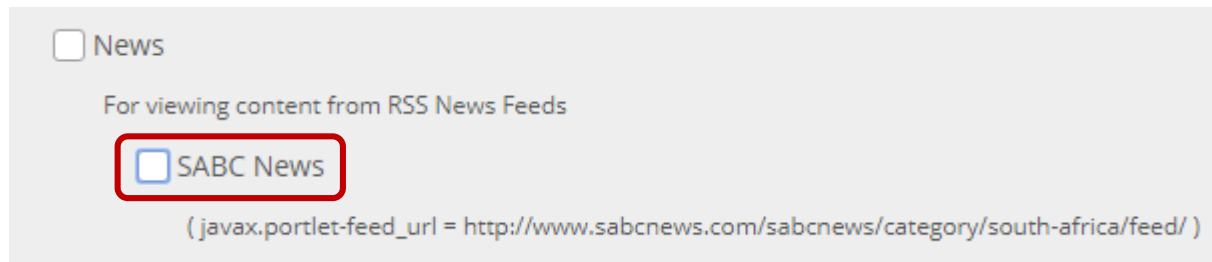 News
For viewing content from RSS News Feeds
SABC News
( javax.portlet-feed_url = http://www.sabcnews.com/sabcnews/category/south-africa/feed/ )